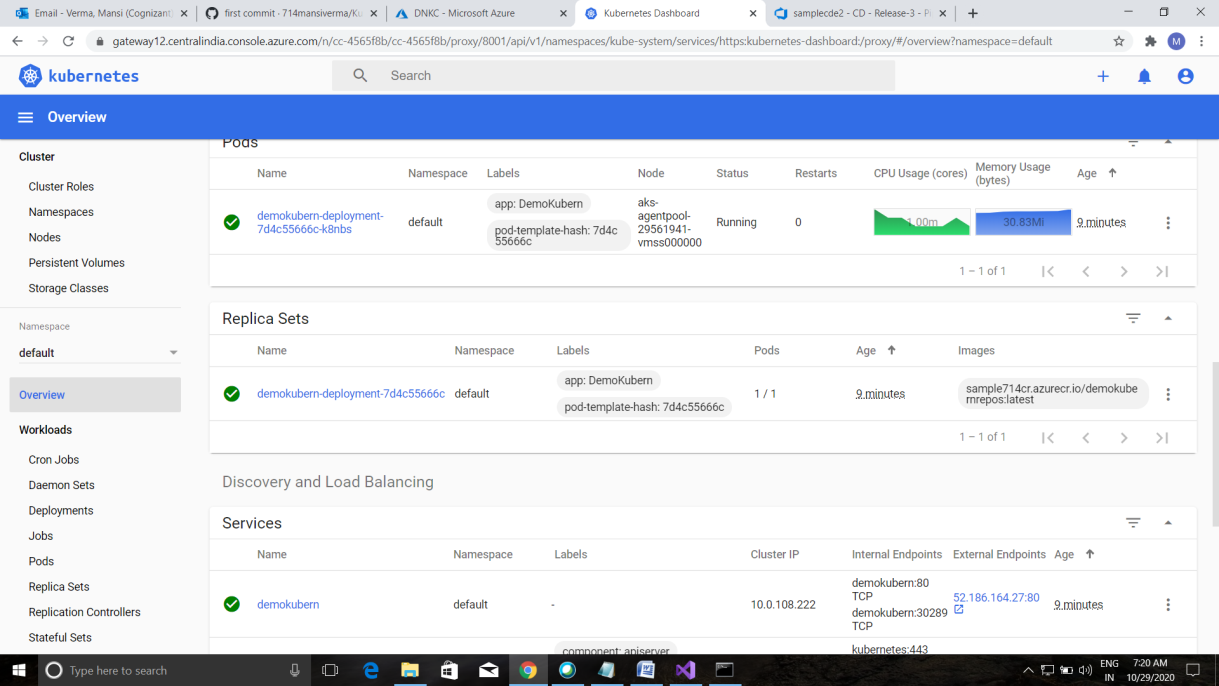 Email - Verma, Mansi (Cognizant)
first commit · 714mansiverma/Ku
DNKC - Microsoft Azure
Kubernetes Dashboard
samplecde2 - CD - Release-3 - Pi
gateway12.centralindia.console.azure.com/n/cc-4565f8b/cc-4565f8b/proxy/8001/api/v1/namespaces/kube-system/services/https:kubernetes-dashboard:/proxy/#/overview?namespace=default
M
kubernetes
Search
Overview
Cluster
Cluster Roles
Namespaces
Nodes
Persistent Volumes
Storage Classes
Namespace
default
Overview
Workloads
Cron Jobs
Daemon Sets
Deployments
Jobs
Pods
Replica Sets
Replication Controllers
Stateful Sets
Pods
Name Namespace Labels Node Status Restarts CPU Usage (cores) Memory Usage (bytes) Age
demokubern-deployment-
7d4c55666c-k8nbs
default
app: DemoKubern
pod-template-hash: 7d4c
55666c
aks-
agentpool-
29561941-
vmss000000
Running
0
1.00m
30.83Mi
9 minutes
1 – 1 of 1
Replica Sets
Name Namespace Labels Pods Age Images
demokubern-deployment-7d4c55666c
default
app: DemoKubern
pod-template-hash: 7d4c55666c
1 / 1
9 minutes
sample714cr.azurecr.io/demokube
rnrepos:latest
1 – 1 of 1
Discovery and Load Balancing
Services
Name Namespace Labels Cluster IP Internal Endpoints External Endpoints Age
demokubern
default
-
10.0.108.222
demokubern:80
TCP
demokubern:30289
TCP
52.186.164.27:80
9 minutes
component: apiserver
kubernetes:443
Type here to search
ENG
IN
7:20 AM
10/29/2020